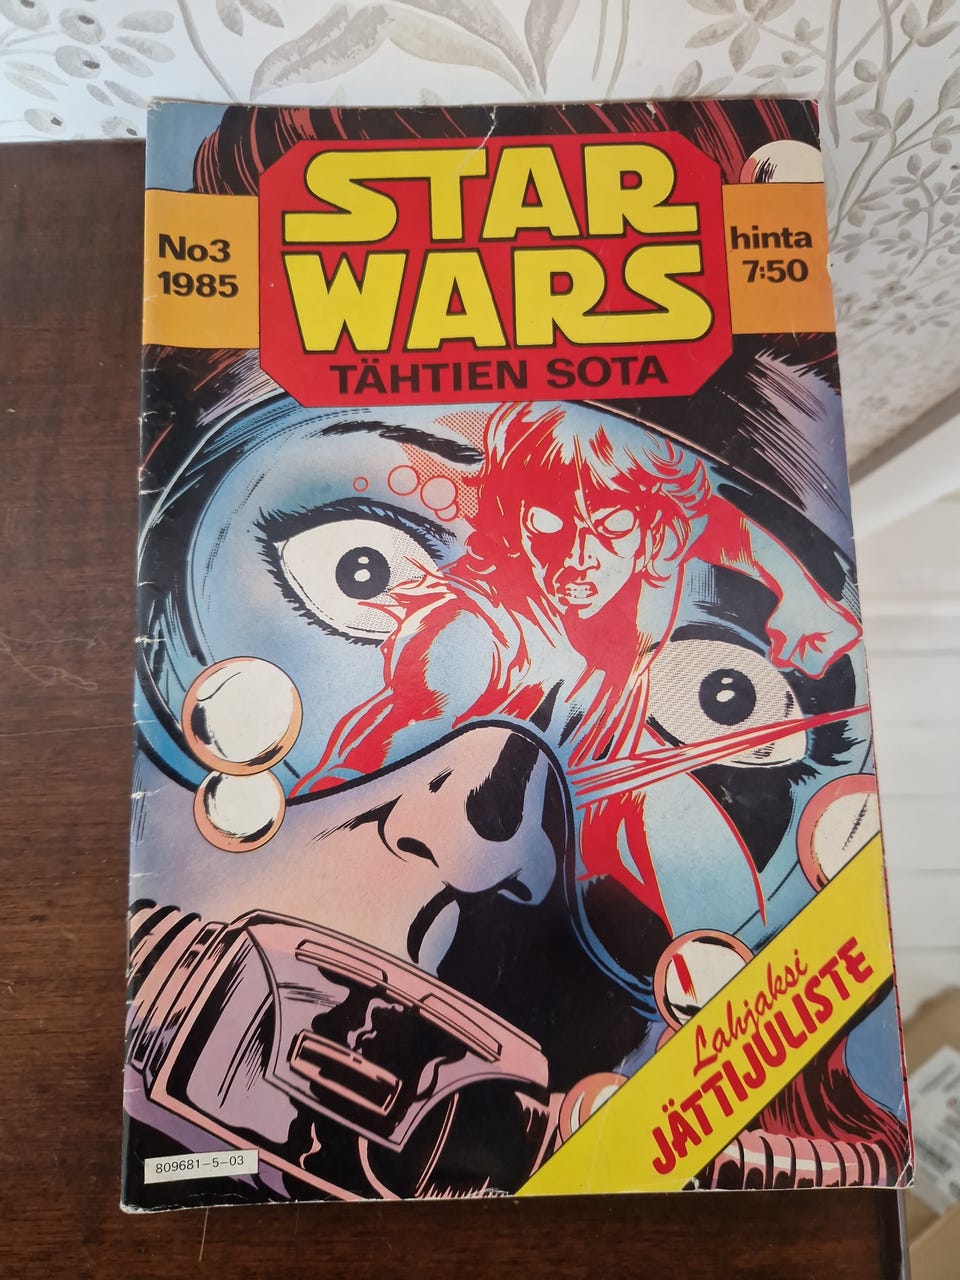 STAR
WARS
TÄHTIEN SOTA
No3
1985
hinta
7:50
Lahjaksi
JÄTTIJULISTE
809681-5-03